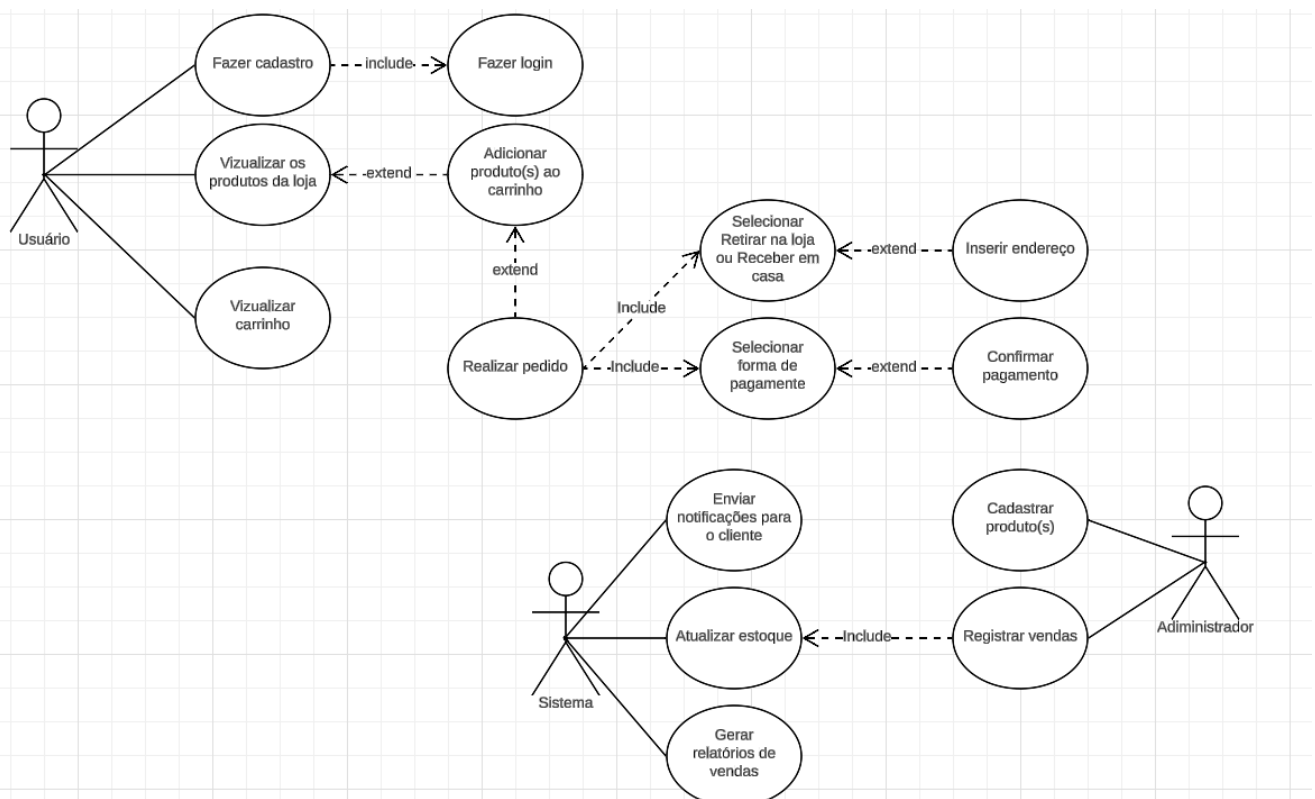 Fazer cadastro
include
Fazer login
Vizualizar os
produtos da loja
extend
Adicionar
produto(s) ao
carrinho
Usuário
extend
Selecionar
Retirar na loja
ou Receber em
casa
extend
Inserir endereço
Vizualizar
carrinho
Include
Realizar pedido
Include
Selecionar
forma de
pagamente
extend
Confirmar
pagamento
Enviar
notificações para
o cliente
Cadastrar
produto(s)
Atualizar estoque
Include
Registrar vendas
Adiministrador
Sistema
Gerar
relatórios de
vendas